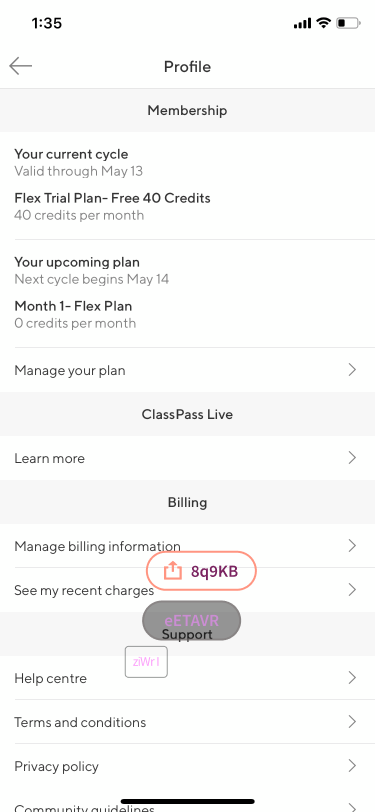 1:35
Profile
Membership
Your current cycle
Valid through May 13
Flex Trial Plan- Free 40 Credits
40 credits per month
Your upcoming plan
Next cycle begins May 14
Month 1- Flex Plan
0 credits per month
Manage your plan
ClassPass Live
Learn more
Billing
Manage billing information
8q9KB
See my recent charges
eETAVR
Support
Help centre
Terms and conditions
Privacy policy
Community guidelines